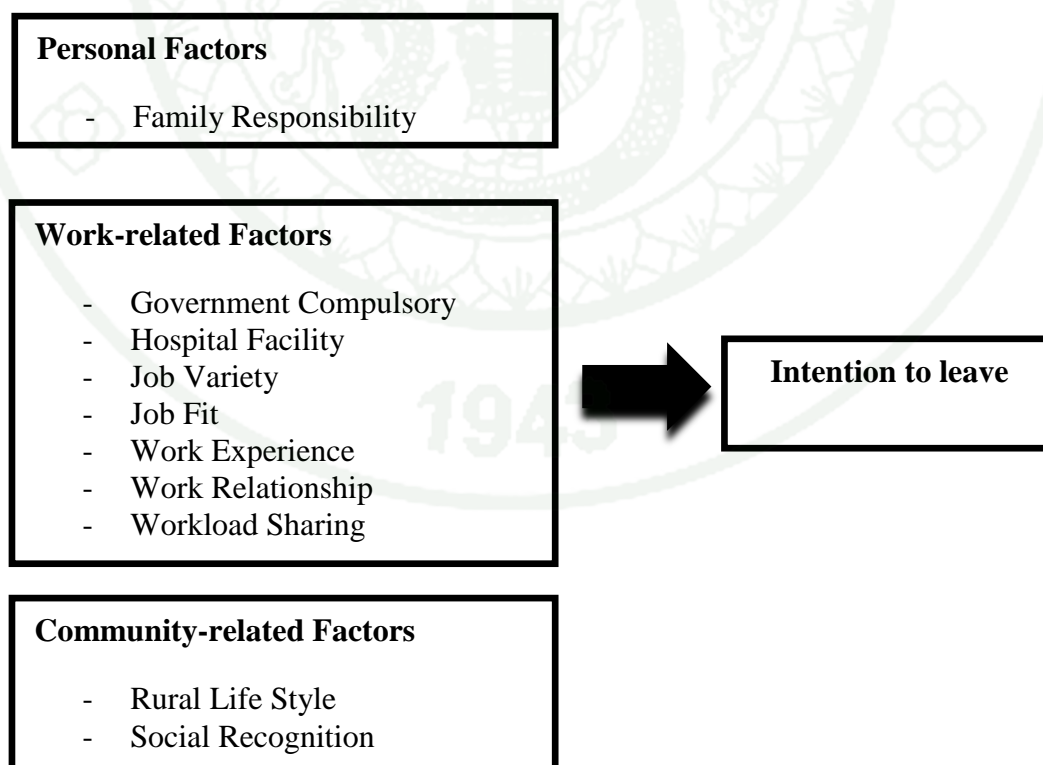 Personal Factors
- Family Responsibility
Work-related Factors
- Government Compulsory
- Hospital Facility
- Job Variety
- Job Fit
- Work Experience
- Work Relationship
- Workload Sharing
Intention to leave
1943
Community-related Factors
- Rural Life Style
- Social Recognition